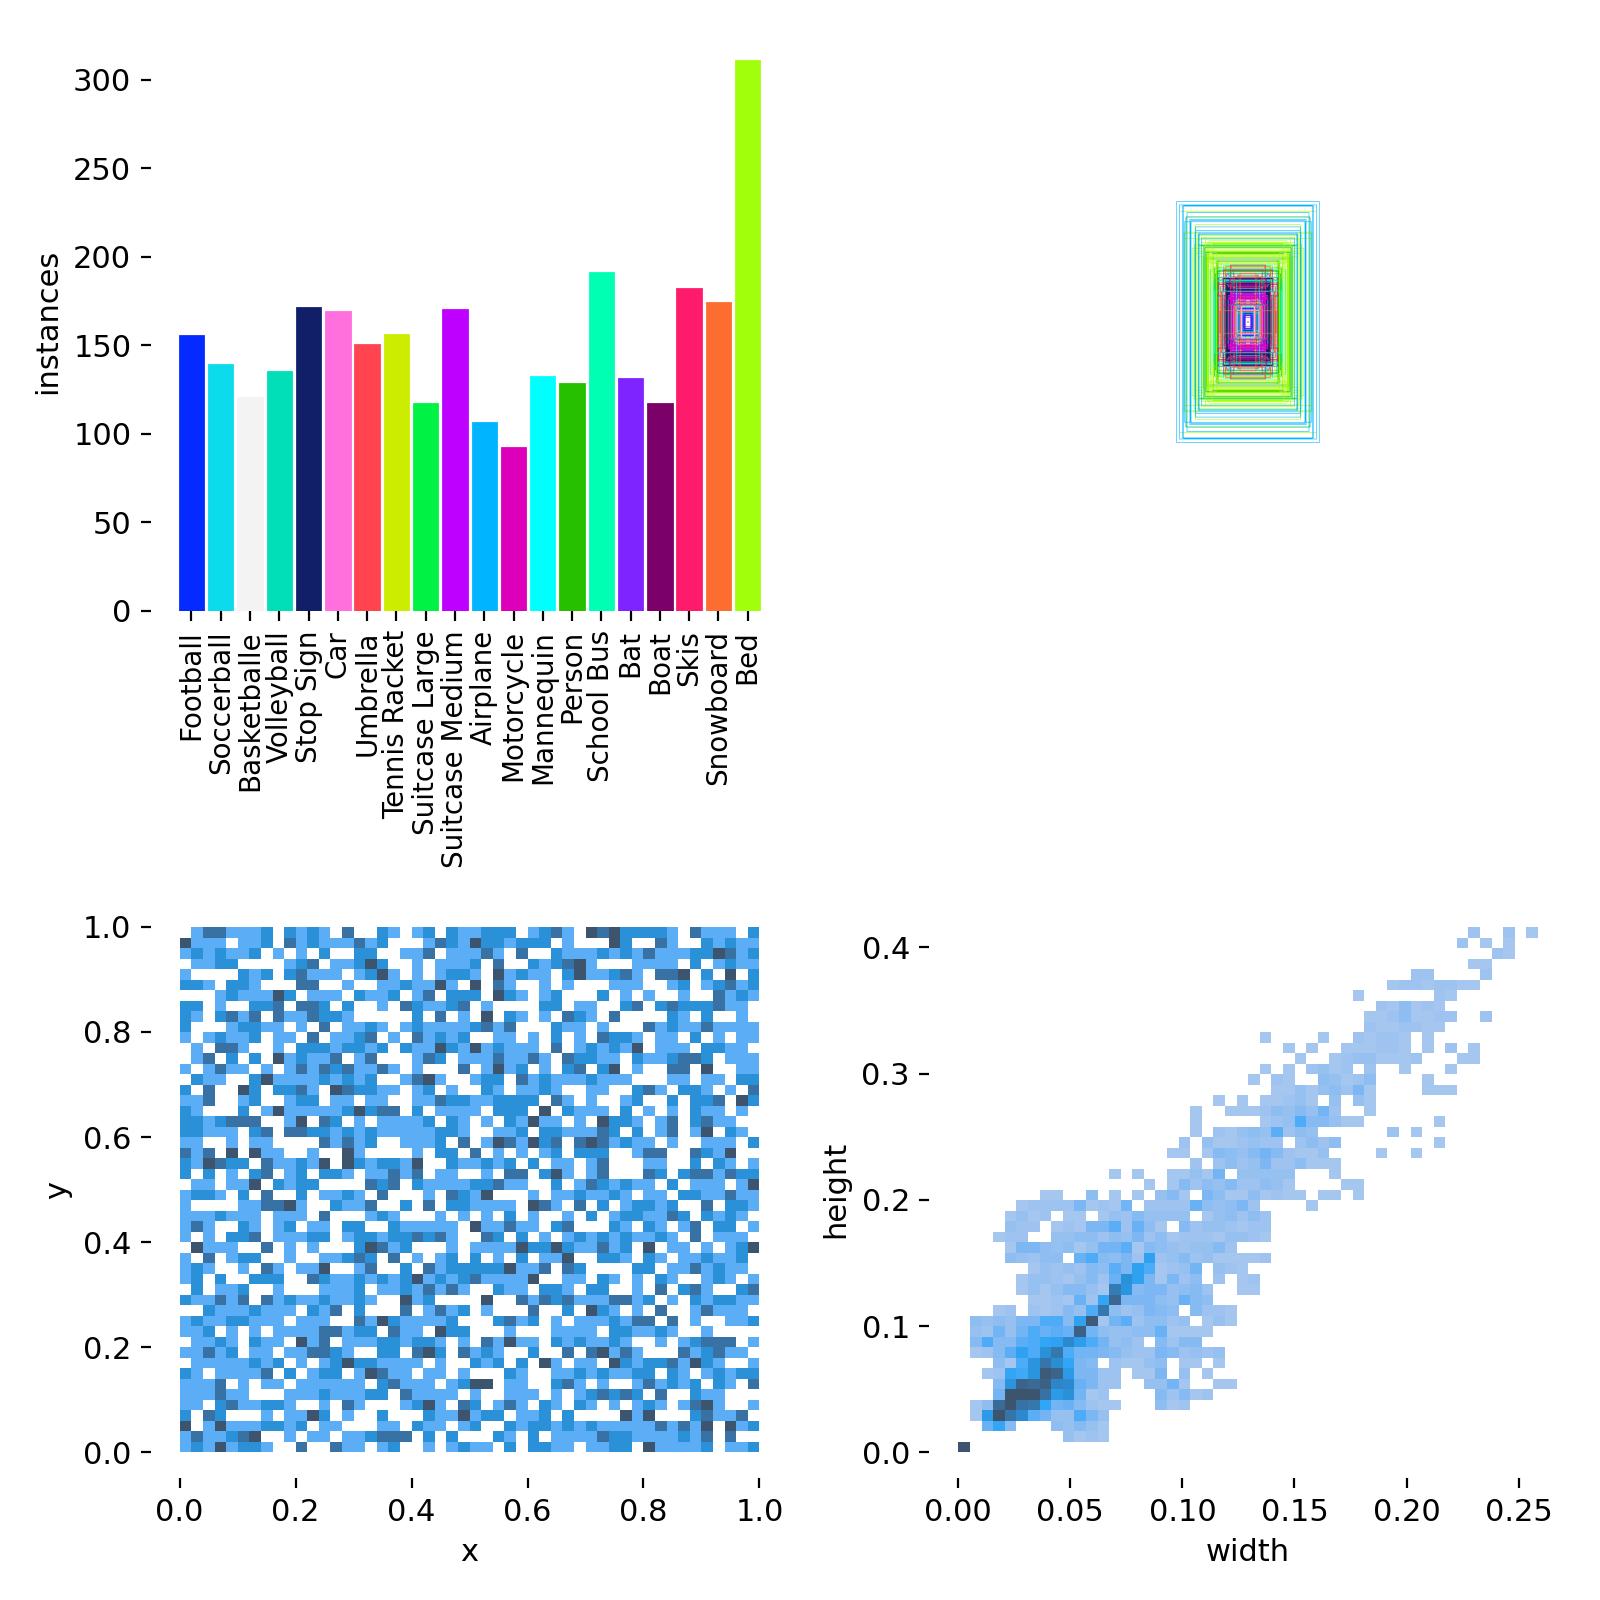 300
250
200
150
100
50
0
instances
Football
Soccerball
Basketballe
Volleyball
Stop Sign
Car
Umbrella
Tennis Racket
Suitcase Large
Suitcase Medium
Airplane
Motorcycle
Mannequin
Person
School Bus
Bat
Boat
Skis
Snowboard
Bed
1.0
0.8
0.6
0.4
0.2
0.0
y
0.0 0.2 0.4 0.6 0.8 1.0
x
0.4
0.3
0.2
0.1
0.0
height
0.00 0.05 0.10 0.15 0.20 0.25
width